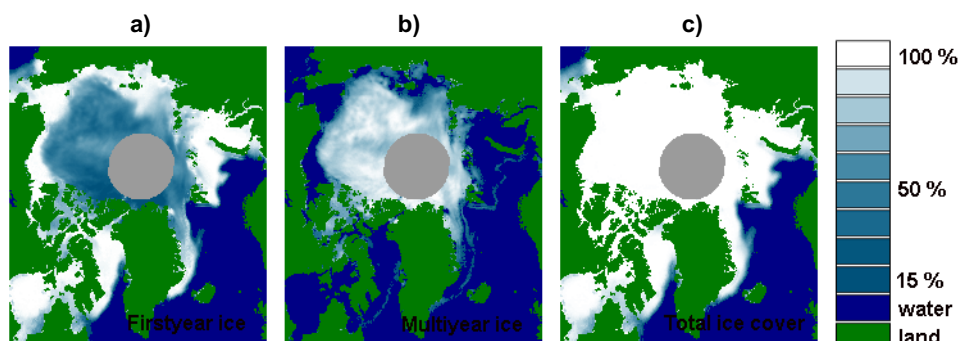 a)
b)
c)
Firstyear ice
Multiyear ice
Total ice cover
100 %
50 %
15 %
water
land